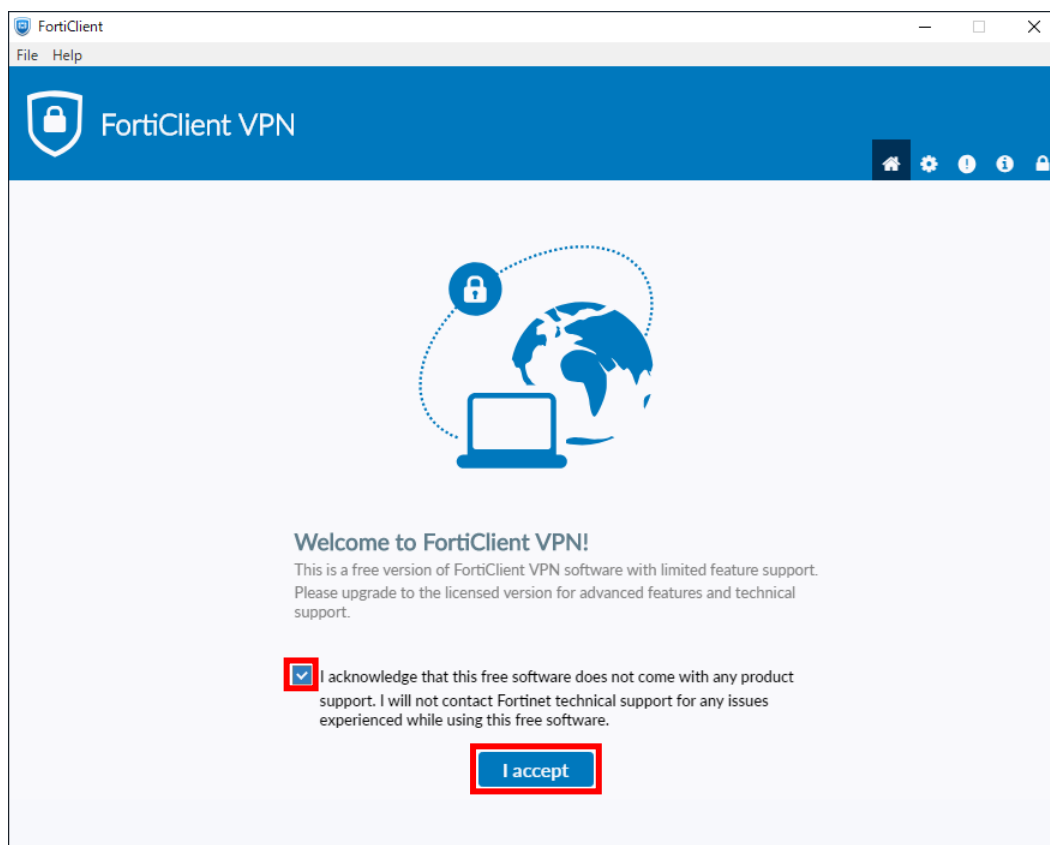 FortiClient
File Help
FortiClient VPN
Welcome to FortiClient VPN!
This is a free version of FortiClient VPN software with limited feature support.
Please upgrade to the licensed version for advanced features and technical
support.
I acknowledge that this free software does not come with any product
support. I will not contact Fortinet technical support for any issues
experienced while using this free software.
I accept